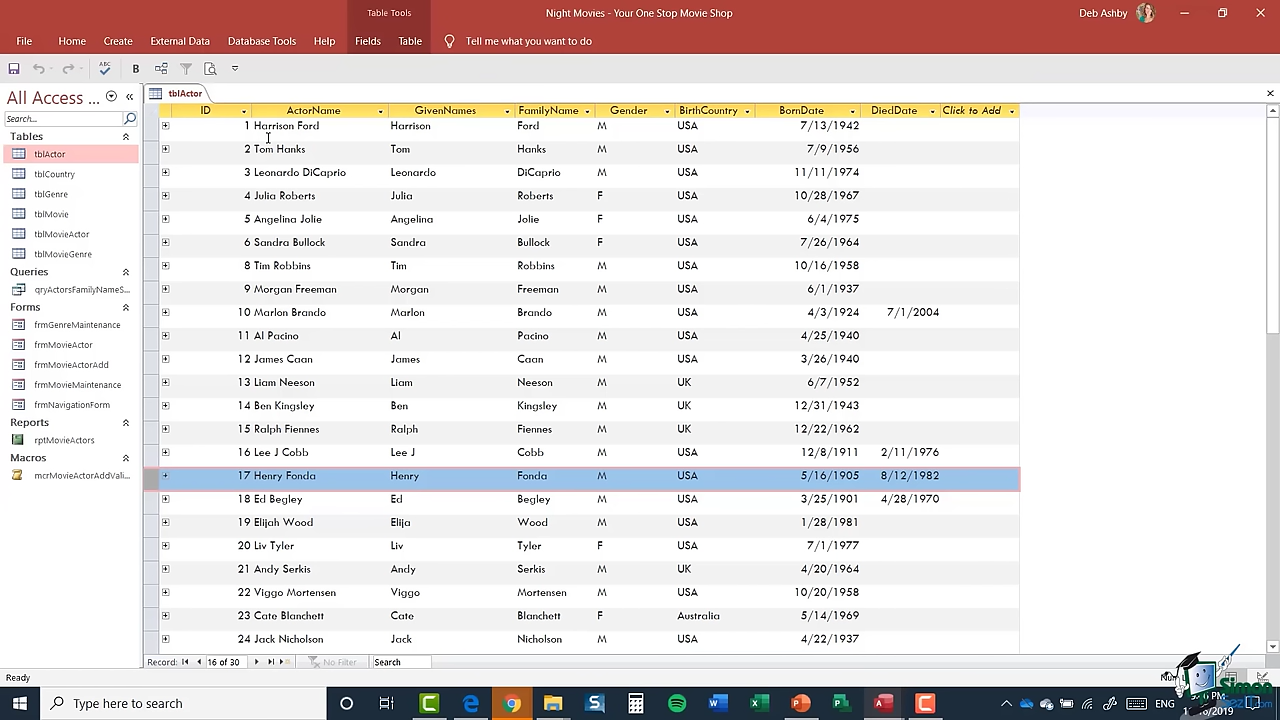 Table Tools
Night Movies - Your One Stop Movie Shop
Deb Ashby
File Home Create External Data Database Tools Help Fields Table Tell me what you want to do
ABC B
All Access ...
tblActor
Search...
ID ActorName GivenNames FamilyName Gender BirthCountry BornDate DiedDate Click to Add
Tables
tblActor
tblCountry
tblGenre
tblMovie
tblMovieActor
tblMovieGenre
Queries
qryActorsFamilyNameS...
Forms
frmGenreMaintenance
frmMovieActor
frmMovieActorAdd
frmMovieMaintenance
frmNavigationForm
Reports
rptMovieActors
Macros
mcrMovieActorAddVali...
1 Harrison Ford Harrison Ford M USA 7/13/1942
2 Tom Hanks Tom Hanks M USA 7/9/1956
3 Leonardo DiCaprio Leonardo DiCaprio M USA 11/11/1974
4 Julia Roberts Julia Roberts F USA 10/28/1967
5 Angelina Jolie Angelina Jolie F USA 6/4/1975
6 Sandra Bullock Sandra Bullock F USA 7/26/1964
8 Tim Robbins Tim Robbins M USA 10/16/1958
9 Morgan Freeman Morgan Freeman M USA 6/1/1937
10 Marlon Brando Marlon Brando M USA 4/3/1924 7/1/2004
11 Al Pacino Al Pacino M USA 4/25/1940
12 James Caan James Caan M USA 3/26/1940
13 Liam Neeson Liam Neeson M UK 6/7/1952
14 Ben Kingsley Ben Kingsley M UK 12/31/1943
15 Ralph Fiennes Ralph Fiennes M UK 12/22/1962
16 Lee J Cobb Lee J Cobb M USA 12/8/1911 2/11/1976
17 Henry Fonda Henry Fonda M USA 5/16/1905 8/12/1982
18 Ed Begley Ed Begley M USA 3/25/1901 4/28/1970
19 Elijah Wood Elija Wood M USA 1/28/1981
20 Liv Tyler Liv Tyler F USA 7/1/1977
21 Andy Serkis Andy Serkis M UK 4/20/1964
22 Viggo Mortensen Viggo Mortensen M USA 10/20/1958
23 Cate Blanchett Cate Blanchett F Australia 5/14/1969
24 Jack Nicholson Jack Nicholson M USA 4/22/1937
Record: 16 of 30 No Filter Search
Ready
Type here to search